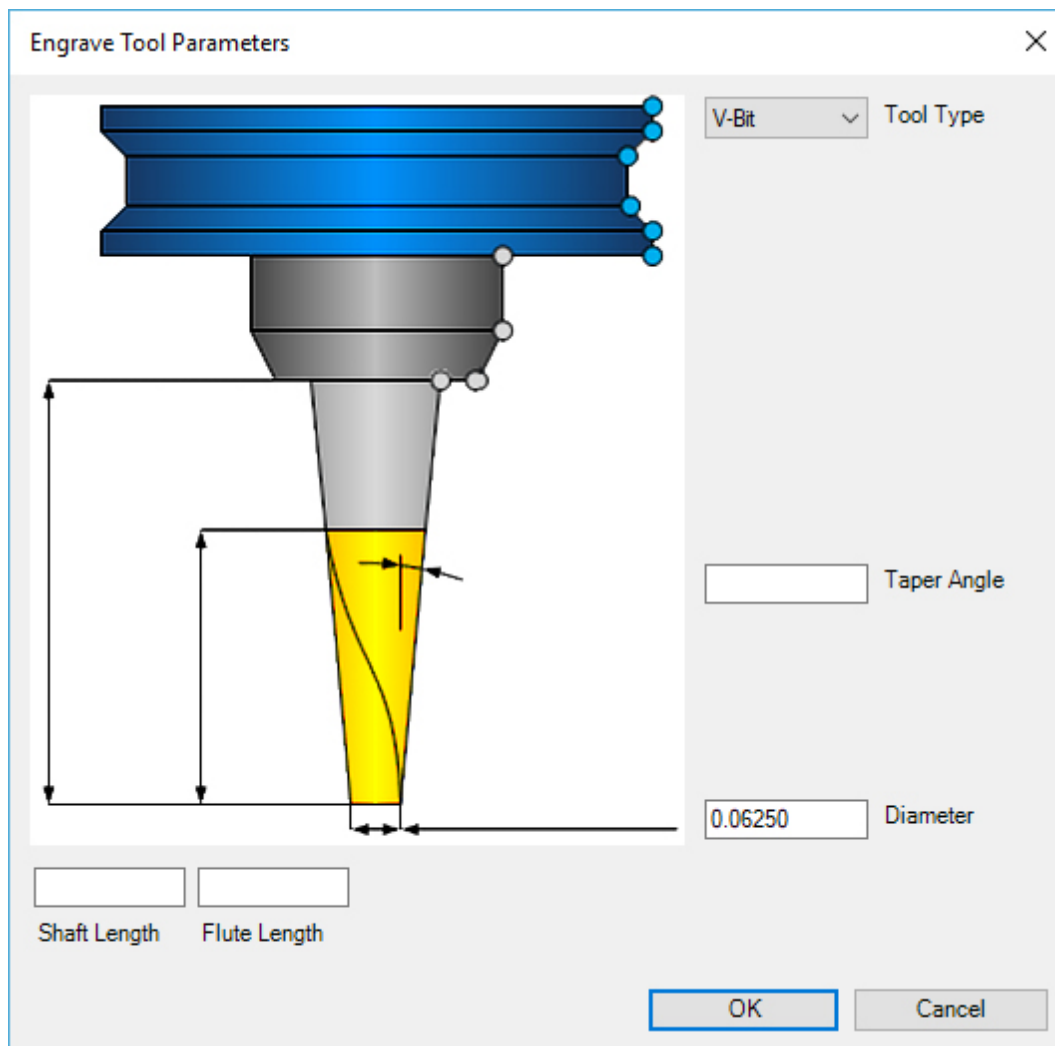 Engrave Tool Parameters
V-Bit
Tool Type
Taper Angle
0.06250
Diameter
Shaft Length
Flute Length
OK
Cancel